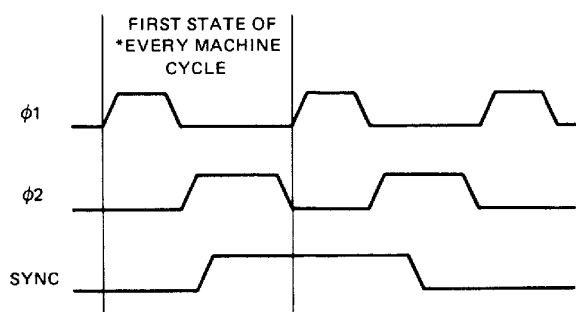 FIRST STATE OF
*EVERY MACHINE
CYCLE
ϕ1
ϕ2
SYNC